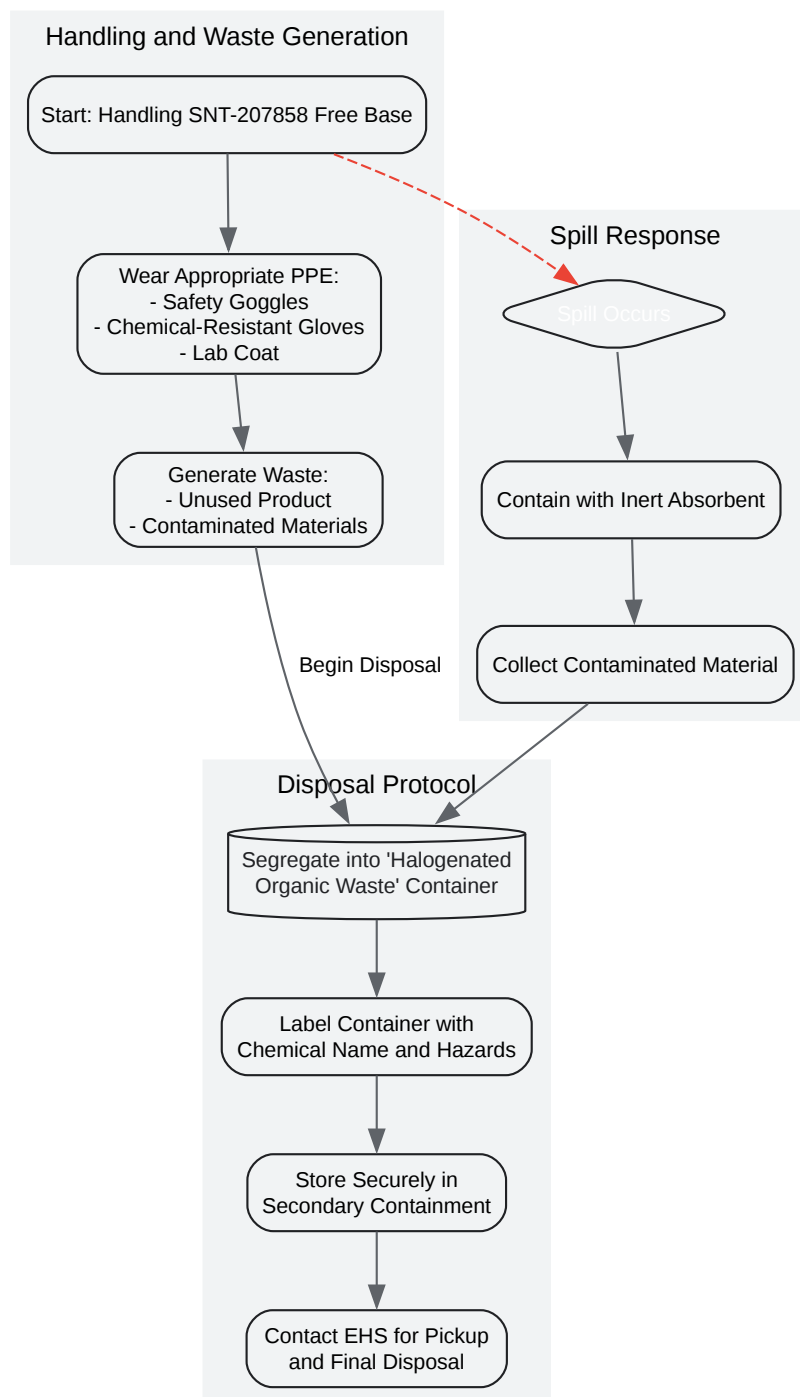 Handling and Waste Generation
Start: Handling SNT-207858 Free Base
Wear Appropriate PPE:
- Safety Goggles
- Chemical-Resistant Gloves
- Lab Coat
Generate Waste:
- Unused Product
- Contaminated Materials
Spill Response
Spill Occurs
Contain with Inert Absorbent
Collect Contaminated Material
Begin Disposal
Disposal Protocol
Segregate into 'Halogenated
Organic Waste' Container
Label Container with
Chemical Name and Hazards
Store Securely in
Secondary Containment
Contact EHS for Pickup
and Final Disposal